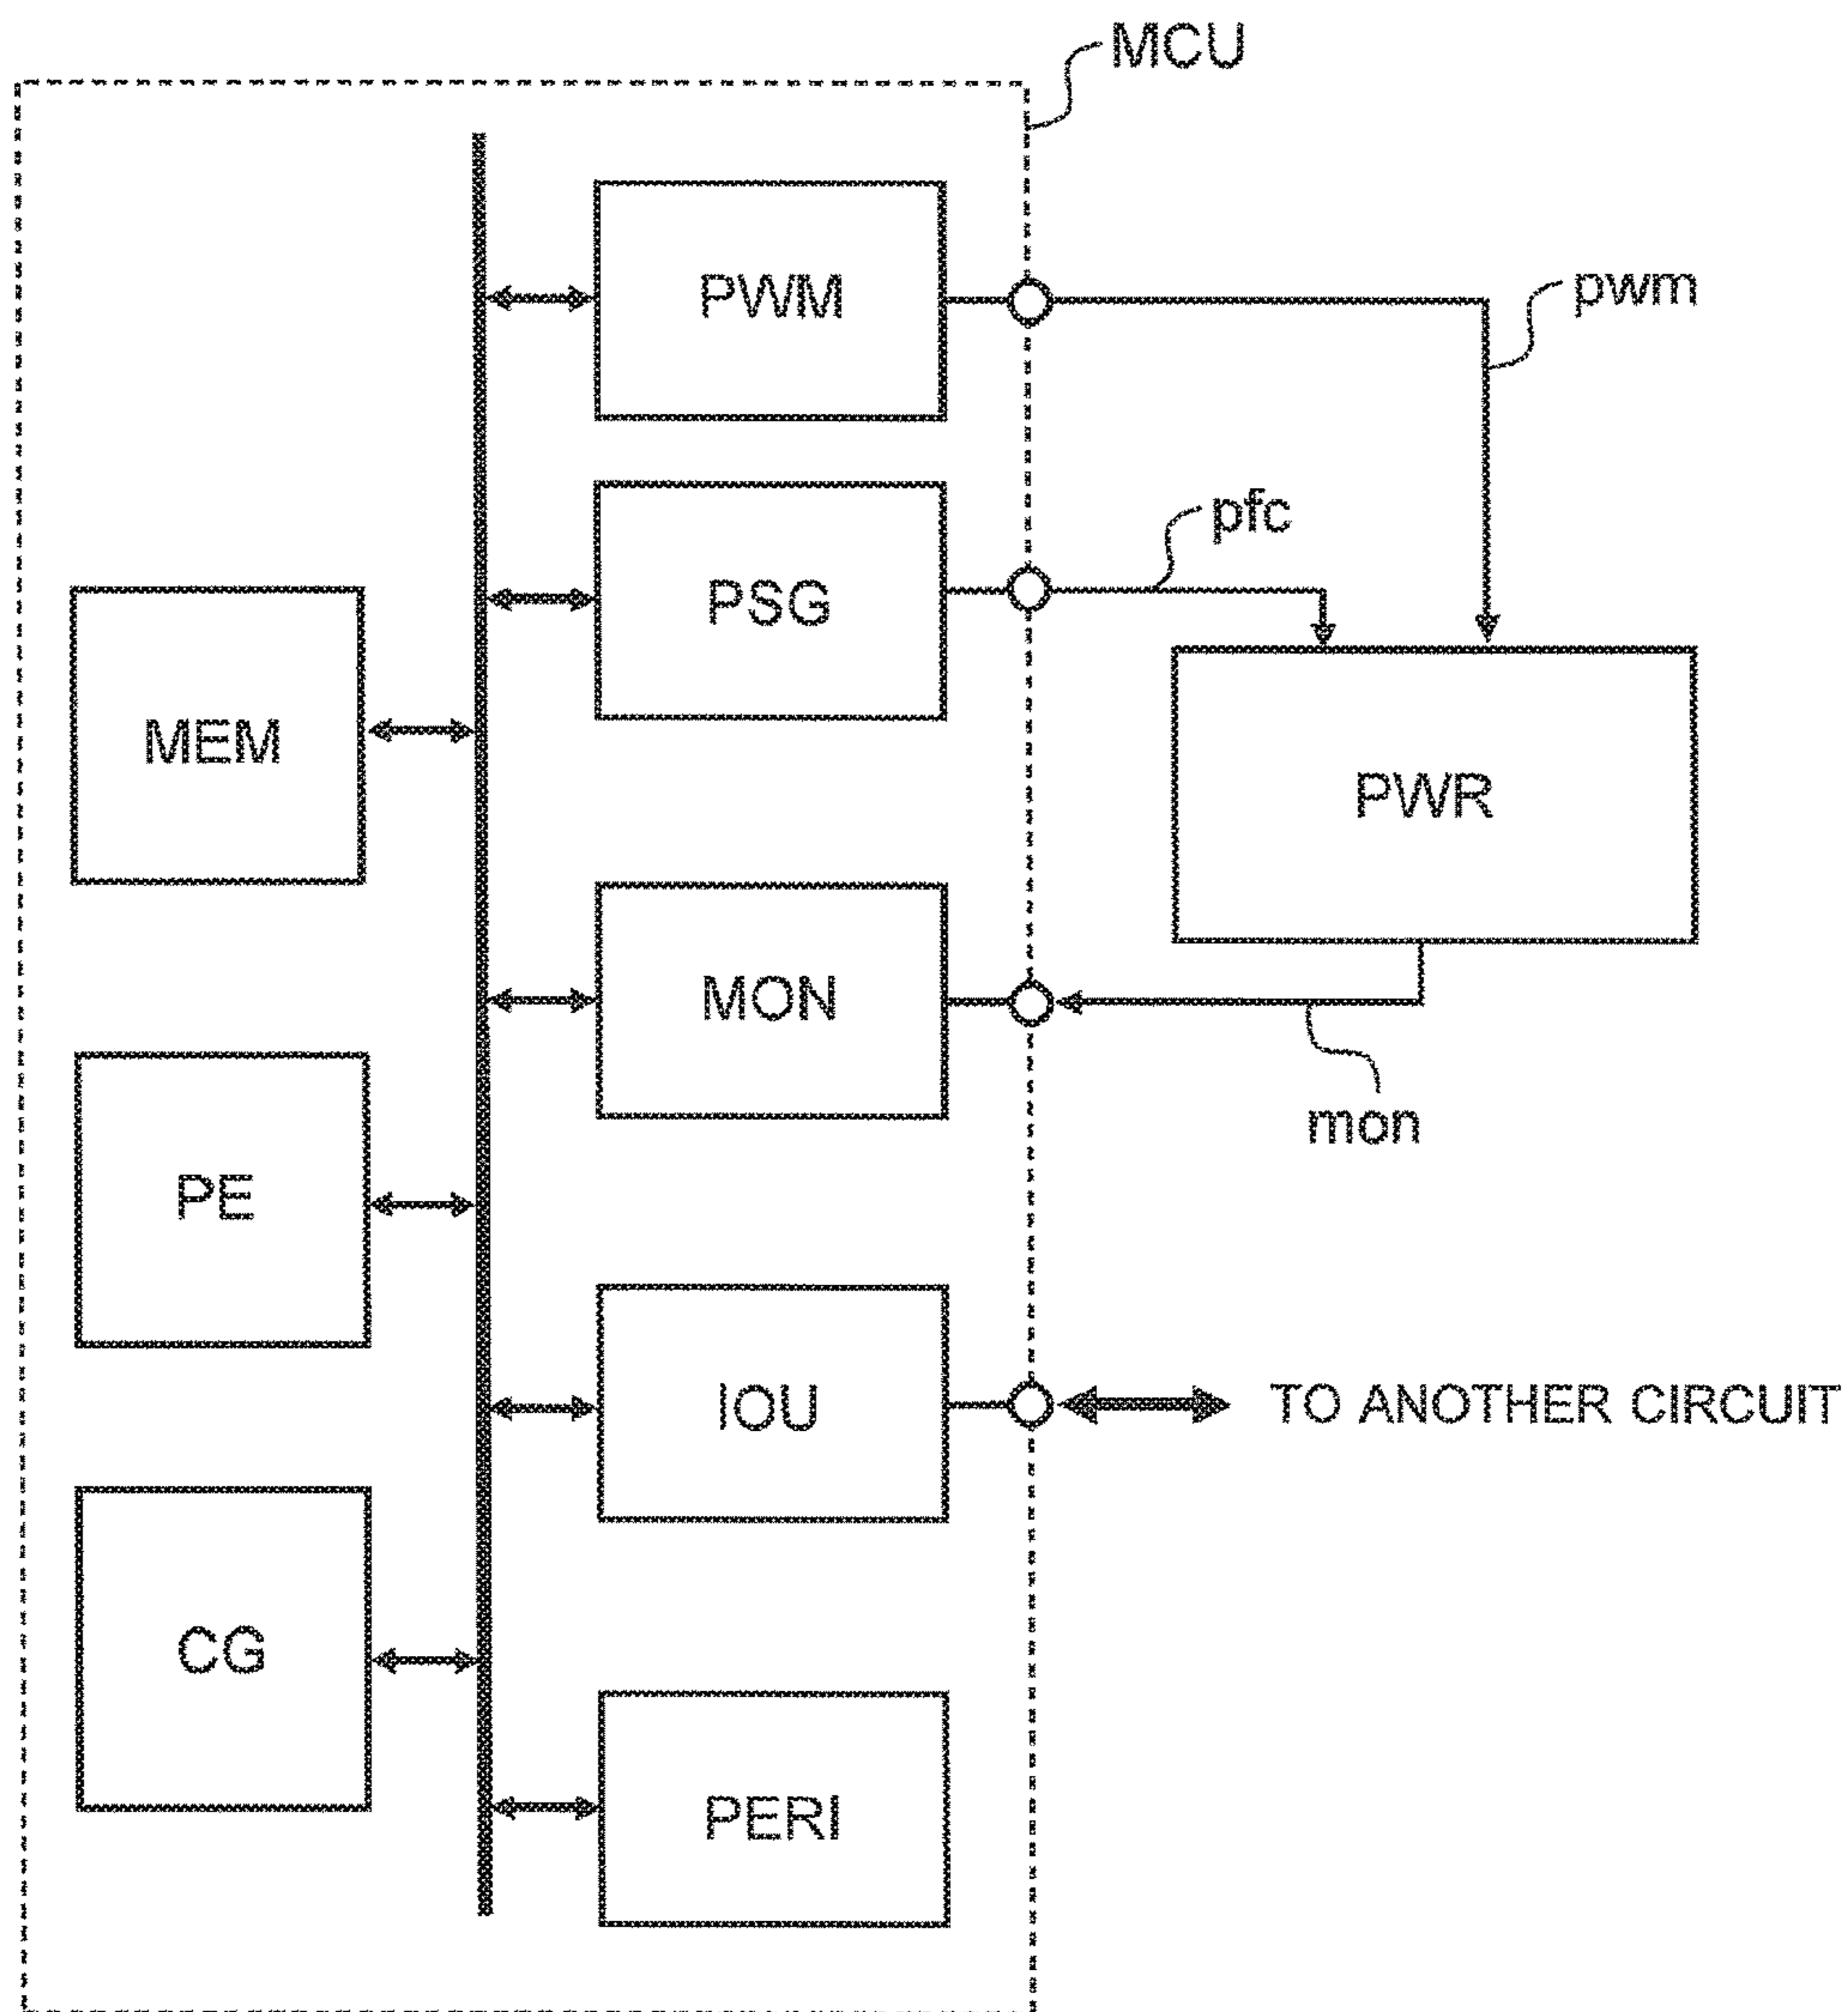 MCU
PWM
pwm
PSG
pfc
MEM
PWR
MON
mon
PE
IOU
TO ANOTHER CIRCUIT
CG
PERI